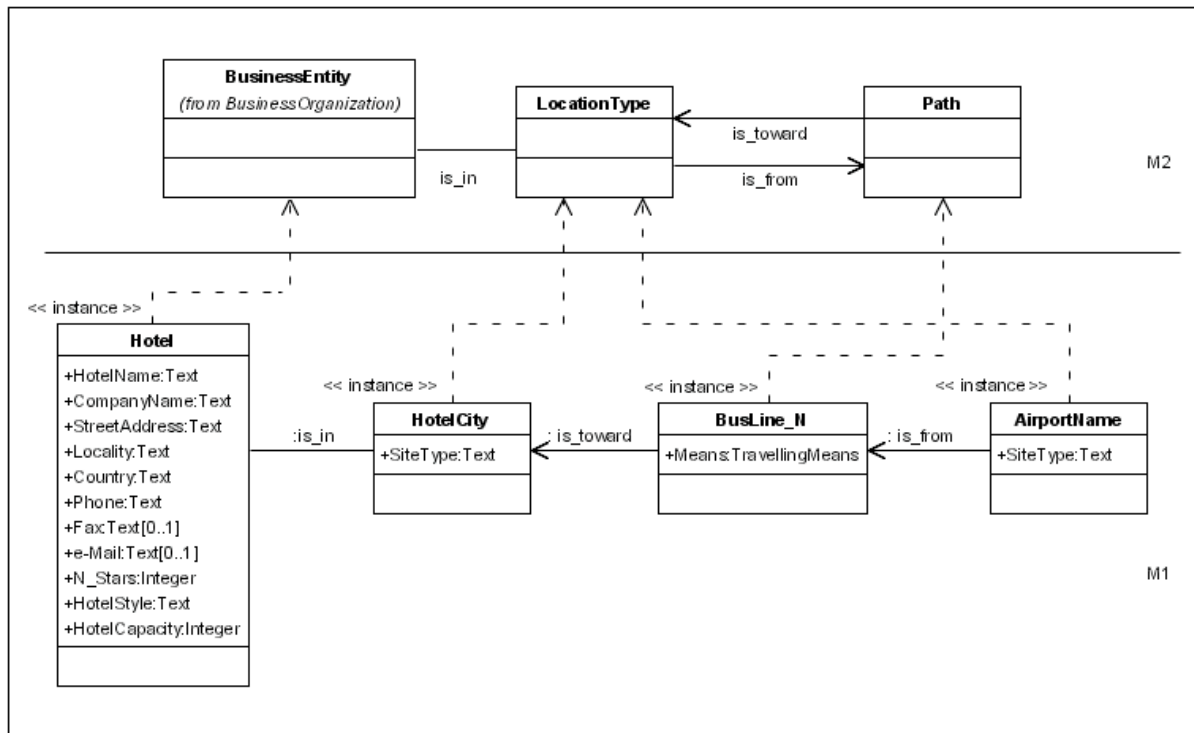 BusinessEntity
(from BusinessOrganization)
LocationType
Path
is_toward
is_in
is_from
M2
<< instance >>
Hotel
+HotelName:Text
+CompanyName:Text
+StreetAddress:Text
+Locality:Text
+Country:Text
+Phone:Text
+Fax:Text[0..1]
+e-Mail:Text[0..1]
+N_Stars:Integer
+HotelStyle:Text
+HotelCapacity:Integer
:is_in
<< instance >>
HotelCity
+SiteType:Text
: is_toward
<< instance >>
BusLine_N
+Means:TravellingMeans
: is_from
<< instance >>
AirportName
+SiteType:Text
M1